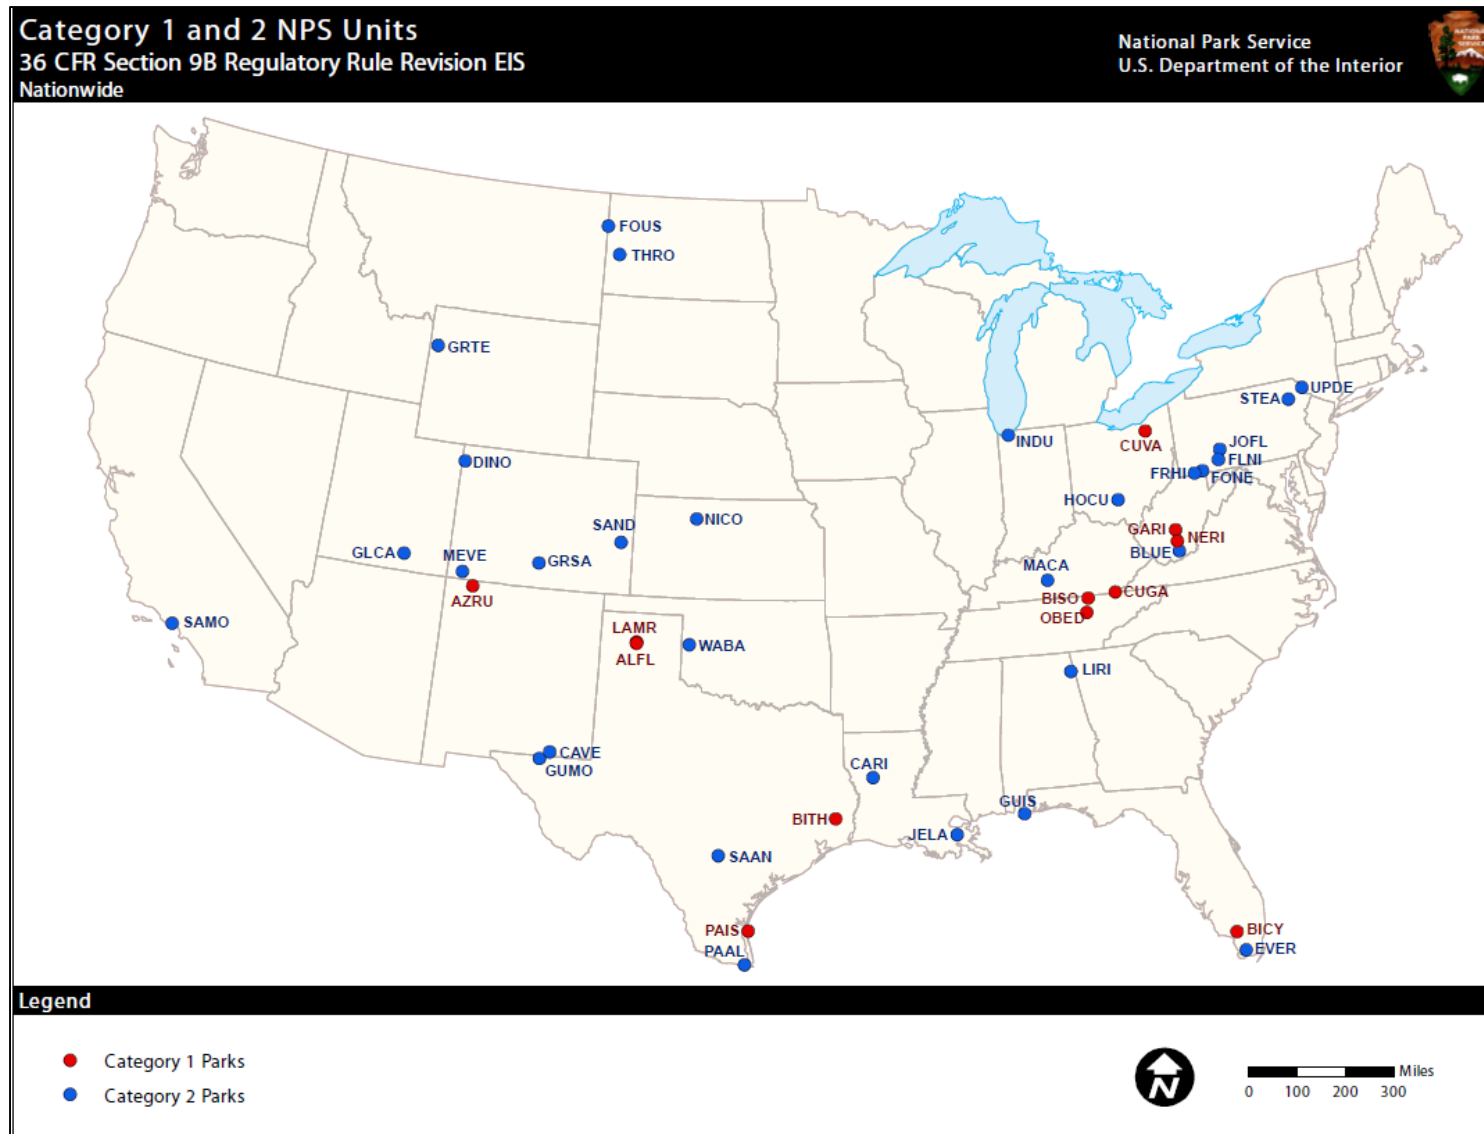 Category 1 and 2 NPS Units
36 CFR Section 9B Regulatory Rule Revision EIS
Nationwide
National Park Service
U.S. Department of the Interior
NATIONAL
PARK
SERVICE
FOUS
THRO
GRTE
UPDE
STEA
INDU
CUVA
JOFL
FLNI
FRHI
FONE
DINO
HOCU
NICO
SAND
GARI
NERI
BLUE
GLCA
MEVE
GRSA
MACA
AZRU
BISO
CUGA
OBED
SAMO
LAMR
ALFL
WABA
LIRI
CAVE
GUMO
CARI
GUIS
BITH
JELA
SAAN
PAIS
PAAL
BICY
EVER
Legend
Category 1 Parks
Category 2 Parks
N
Miles
0 100 200 300